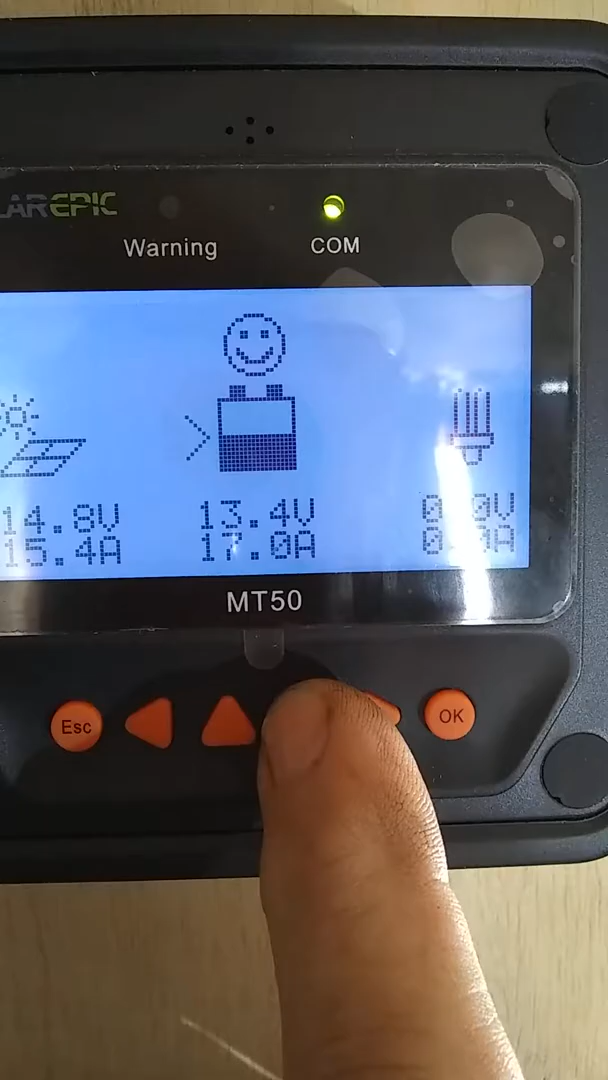 LAREPIC
Warning COM
14.8V 13.4V
15.4A 17.0A
MT50
Esc OK